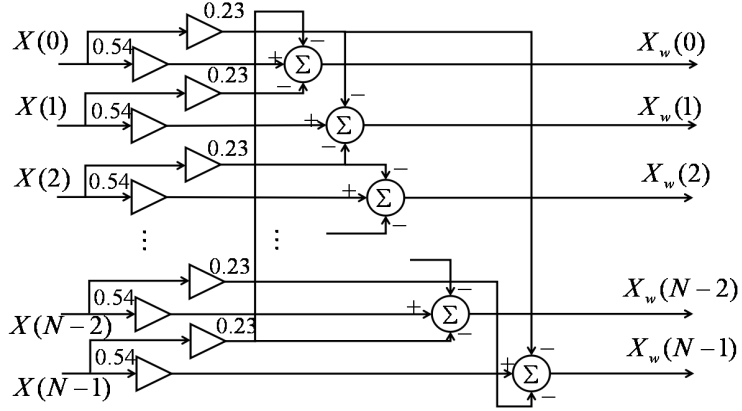 0.23
X(0) 0.54 − + Σ X_w(0)
0.23 −
X(1) 0.54 − + Σ X_w(1)
0.23 −
X(2) 0.54 − + Σ X_w(2)
−
⋮ ⋮
0.23 −
X(N−2) 0.54 + Σ X_w(N−2)
0.23 −
X(N−1) 0.54 − + Σ X_w(N−1)
−